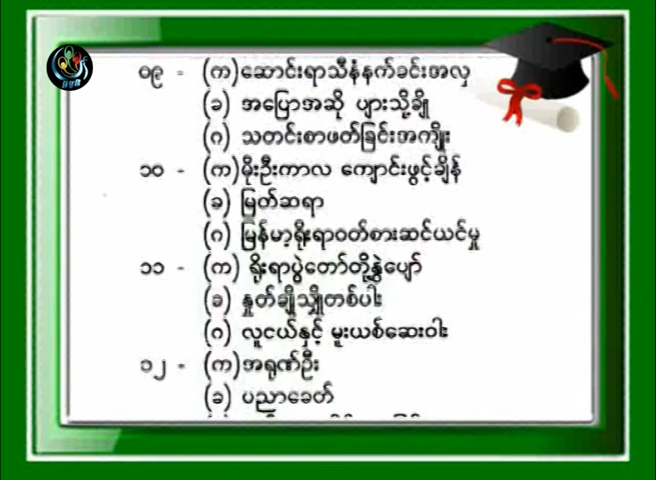 ၀၉ - (က)ဆောင်းရာသီနံနက်ခင်းအလှ
(ခ) အပြောအဆို ပျားသို့ချို
(ဂ) သတင်းစာဖတ်ခြင်းအကျိုး
၁၀ - (က)မိုးဦးကာလ ကျောင်းဖွင့်ချိန်
(ခ) မြတ်ဆရာ
(ဂ) မြန်မာ့ရိုးရာဝတ်စားဆင်ယင်မှု
၁၁ - (က) ရိုးရာပွဲတော်တို့နွှဲပျော်
(ခ) နှုတ်ချိုသျှိုတစ်ပါး
(ဂ) လူငယ်နှင့် မူးယစ်ဆေးဝါး
၁၂ - (က)အရုဏ်ဦး
(ခ) ပညာခေတ်